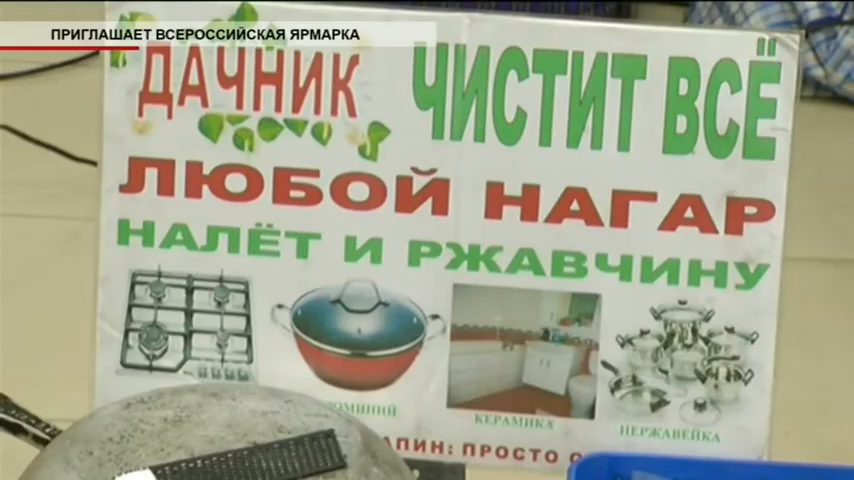 ПРИГЛАШАЕТ ВСЕРОССИЙСКАЯ ЯРМАРКА
ДАЧНИК ЧИСТИТ ВСЁ
ЛЮБОЙ НАГАР
НАЛЁТ И РЖАВЧИНУ
КЕРАМИКА
НЕРЖАВЕЙКА
ПРОСТО